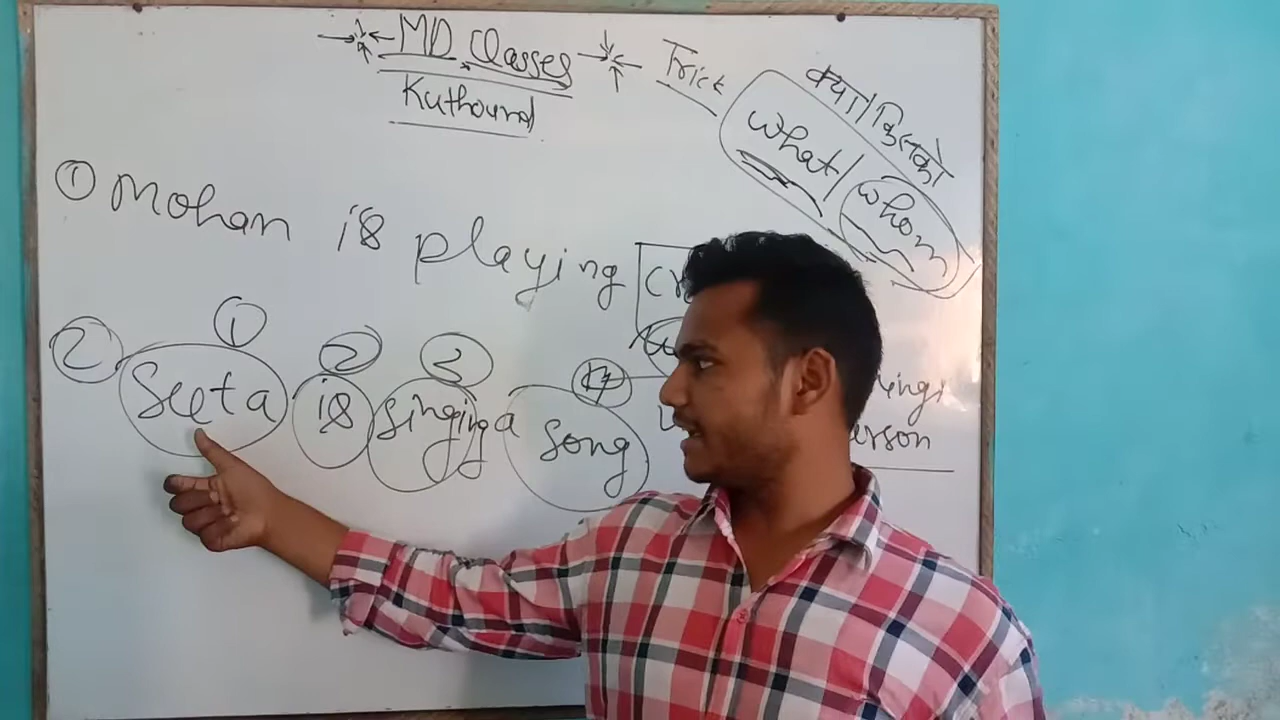 MD Classes
Kuthound
Trick
क्या/किसको
what/whom
① Mohan is playing
① ② 3 4
② Seeta is singing a song